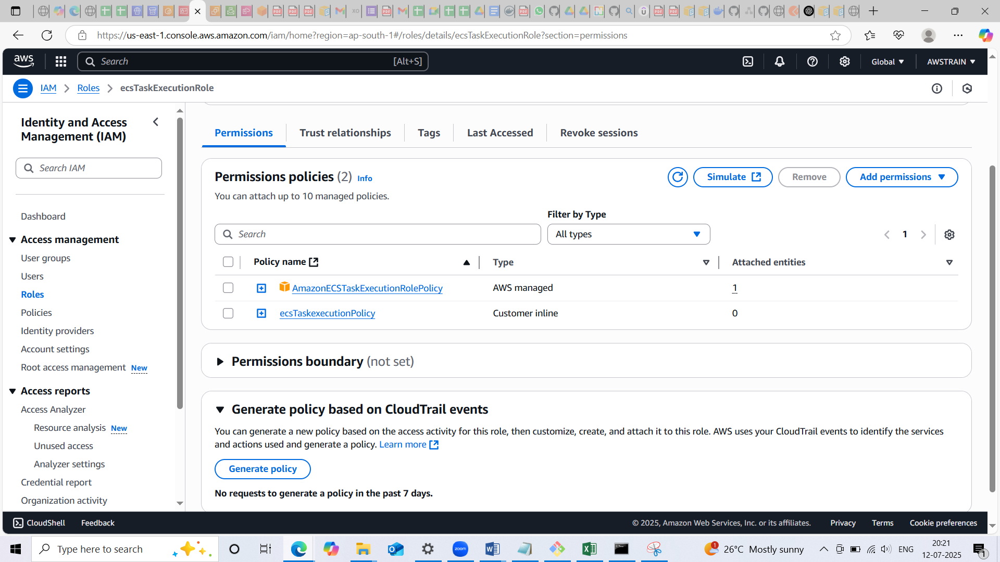 https://us-east-1.console.aws.amazon.com/iam/home?region=ap-south-1#/roles/details/ecsTaskExecutionRole?section=permissions
aws
Search
[Alt+S]
Global
AWSTRAIN
IAM
Roles
ecsTaskExecutionRole
Identity and Access
Management (IAM)
Search IAM
Dashboard
Access management
User groups
Users
Roles
Policies
Identity providers
Account settings
Root access management New
Access reports
Access Analyzer
Resource analysis New
Unused access
Analyzer settings
Credential report
Organization activity
Permissions
Trust relationships
Tags
Last Accessed
Revoke sessions
Permissions policies (2) Info
You can attach up to 10 managed policies.
Simulate
Remove
Add permissions
Filter by Type
Search
All types
1
Policy name
Type
Attached entities
AmazonECSTaskExecutionRolePolicy
AWS managed
1
ecsTaskexecutionPolicy
Customer inline
0
Permissions boundary (not set)
Generate policy based on CloudTrail events
You can generate a new policy based on the access activity for this role, then customize, create, and attach it to this role. AWS uses your CloudTrail events to identify the services
and actions used and generate a policy. Learn more
Generate policy
No requests to generate a policy in the past 7 days.
CloudShell
Feedback
© 2025, Amazon Web Services, Inc. or its affiliates.
Privacy
Terms
Cookie preferences
Type here to search
zoom
1
26°C Mostly sunny
ENG
20:21
12-07-2025
1